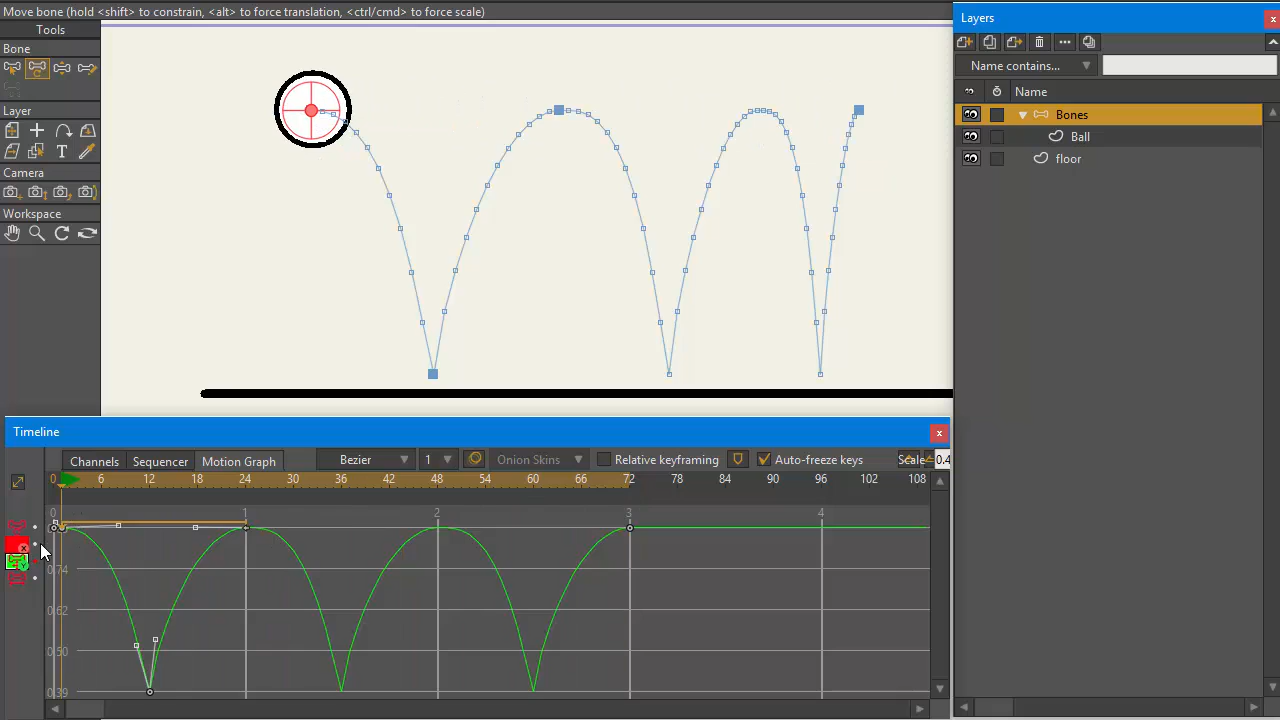 Move bone (hold <shift> to constrain, <alt> to force translation, <ctrl/cmd> to force scale)
Tools
Bone
Layer
T
Camera
Workspace
Layers
Name contains...
Name
Bones
Ball
floor
Timeline
Channels Sequencer Motion Graph Bezier 1 Onion Skins Relative keyframing Auto-freeze keys Scale: 0.4
0 6 12 18 24 30 36 42 48 54 60 66 72 78 84 90 96 102 108
0 1 2 3 4
X
Y
0.74
0.62
0.50
0.39